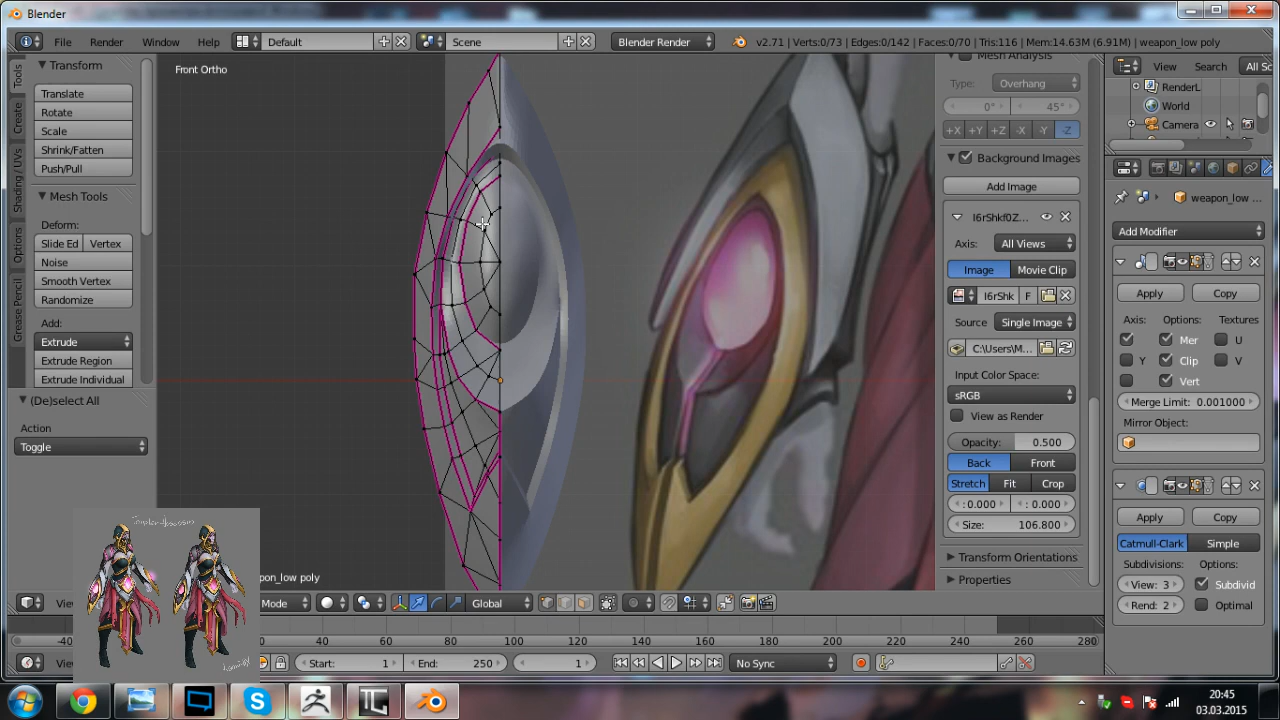 Blender
File Render Window Help Default Scene Blender Render v2.71 | Verts:0/73 | Edges:0/142 | Faces:0/70 | Tris:116 | Mem:14.63M (6.91M) | weapon_low poly
Tools
Create
Shading / UVs
Options
Grease Pencil
Transform
Translate
Rotate
Scale
Shrink/Fatten
Push/Pull
Mesh Tools
Deform:
Slide Ed Vertex
Noise
Smooth Vertex
Randomize
Add:
Extrude
Extrude Region
Extrude Individual
(De)select All
Action
Toggle
Front Ortho
pon_low poly
Mesh Analysis
Type: Overhang
0° 45°
+X +Y +Z -X -Y -Z
Background Images
Add Image
I6rShkf0Z...
Axis: All Views
Image Movie Clip
I6rShk F
Source Single Image
C:\Users\M...
Input Color Space:
sRGB
View as Render
Opacity: 0.500
Back Front
Stretch Fit Crop
:0.000 : 0.000
Size: 106.800
Transform Orientations
Properties
View Search All Sc
RenderL
World
Camera
weapon_low ...
Add Modifier
Apply Copy
Axis: Options: Textures
X Mer U
Y Clip V
Vert
Merge Limit: 0.001000
Mirror Object:
Apply Copy
Catmull-Clark Simple
Subdivisions: Options:
View: 3 Subdivid
Rend: 2 Optimal
Vie Mode Global
-40 40 60 80 100 120 140 160 180 200 220 240 260 280
Vie Start: 1 End: 250 1 No Sync
20:45
03.03.2015